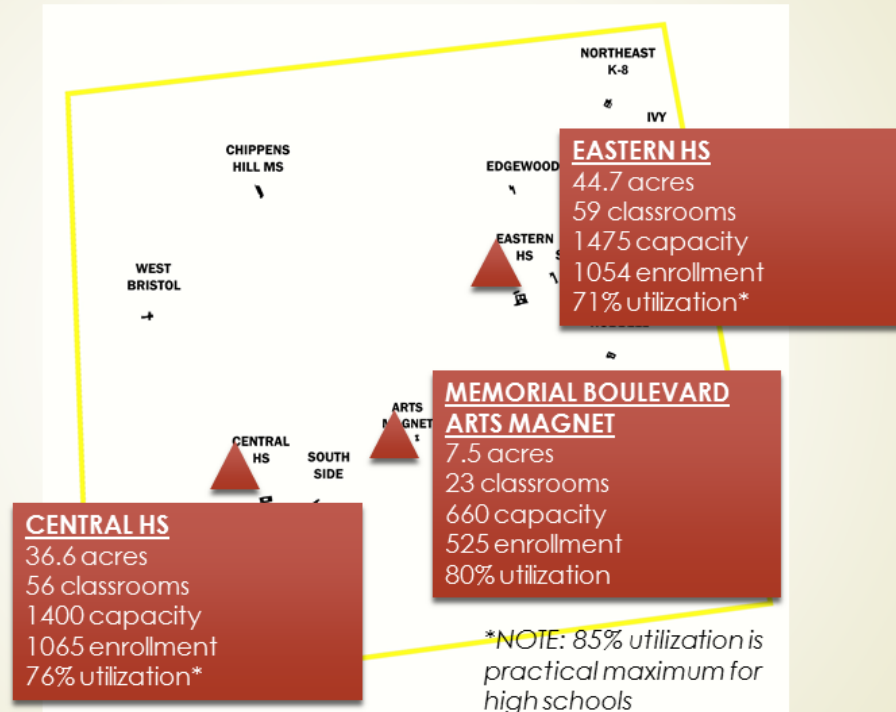 NORTHEAST
K-8
IVY
CHIPPENS
HILL MS
EDGEWOOD
EASTERN HS
44.7 acres
59 classrooms
1475 capacity
1054 enrollment
71% utilization*
EASTERN
HS
WEST
BRISTOL
MEMORIAL BOULEVARD
ARTS MAGNET
7.5 acres
23 classrooms
660 capacity
525 enrollment
80% utilization
ARTS
MAGNET
CENTRAL
HS
SOUTH
SIDE
CENTRAL HS
36.6 acres
56 classrooms
1400 capacity
1065 enrollment
76% utilization*
*NOTE: 85% utilization is
practical maximum for
high schools